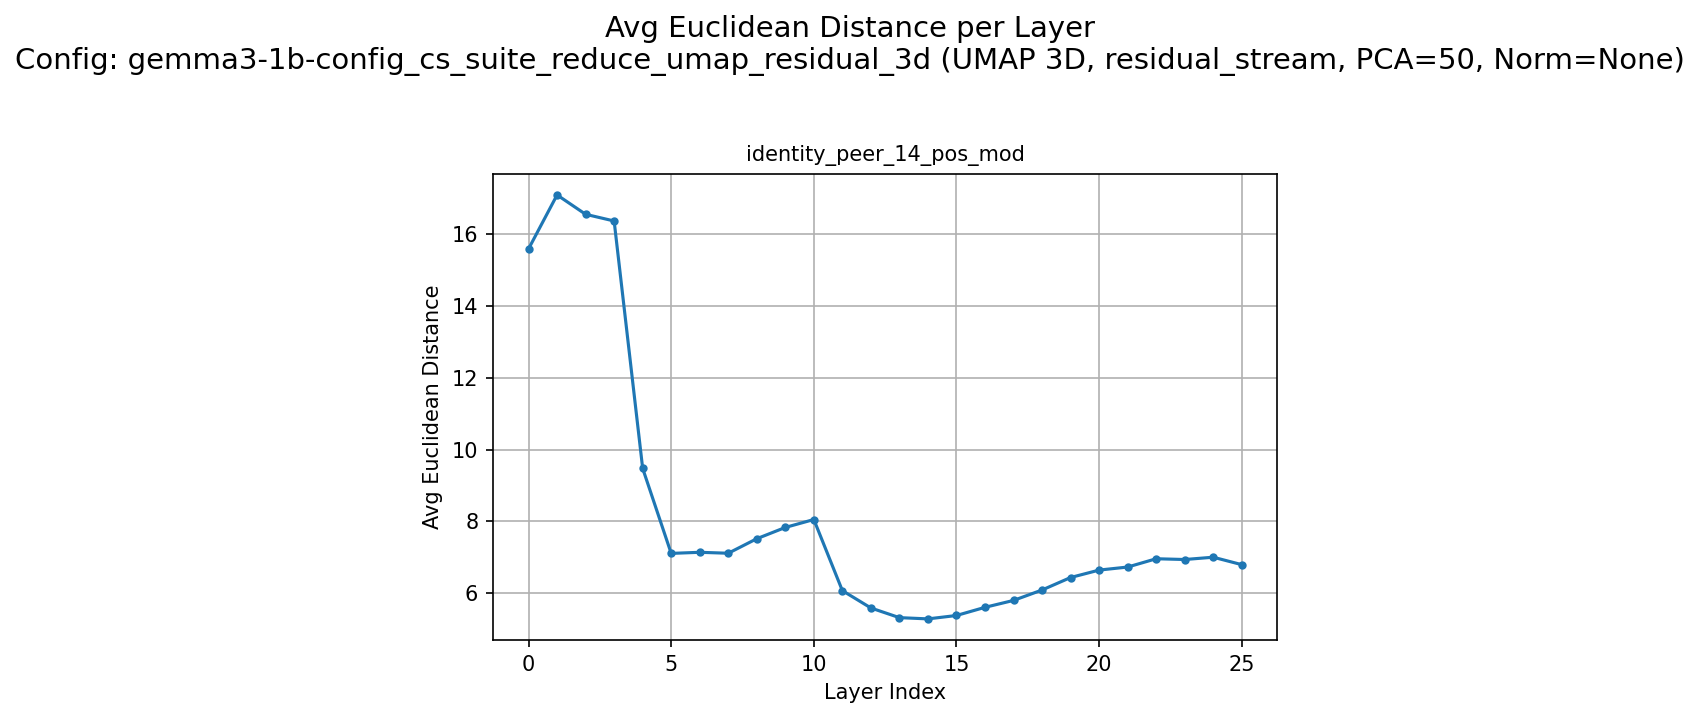 Avg Euclidean Distance per Layer
Config: gemma3-1b-config_cs_suite_reduce_umap_residual_3d (UMAP 3D, residual_stream, PCA=50, Norm=None)
identity_peer_14_pos_mod
Avg Euclidean Distance
16
14
12
10
8
6
0 5 10 15 20 25
Layer Index